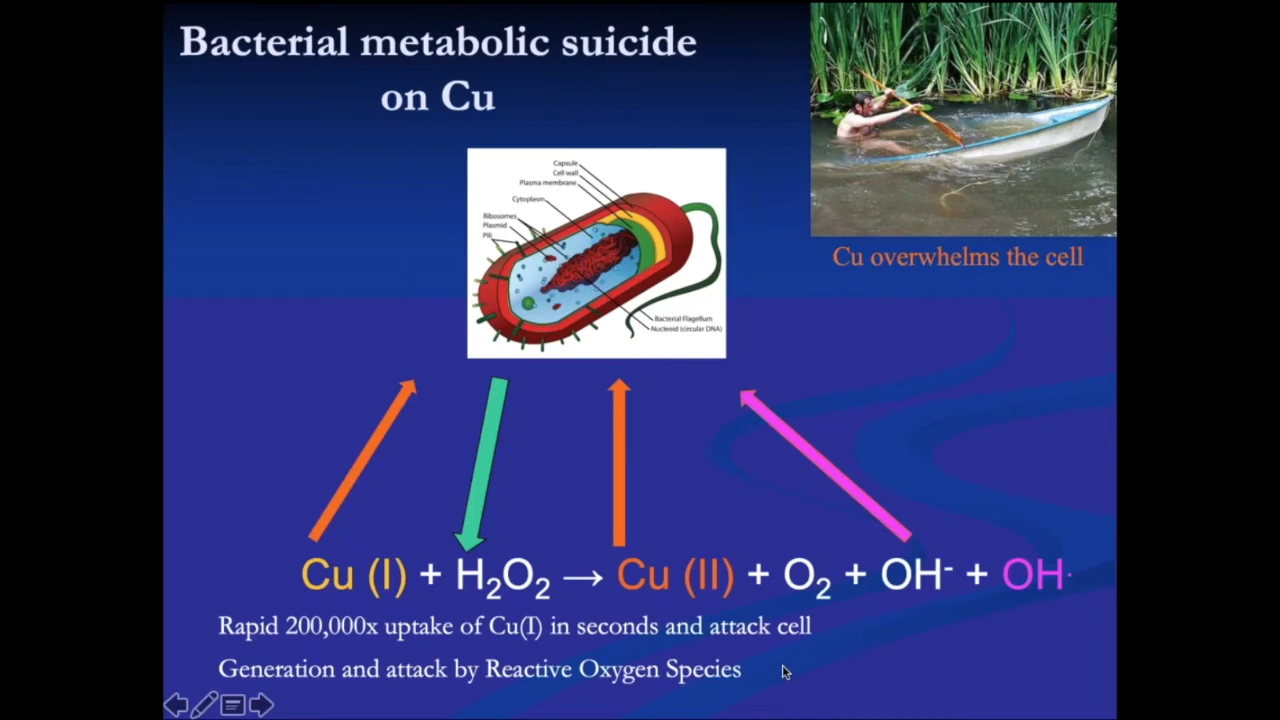 Bacterial metabolic suicide
on Cu
Capsule
Cell wall
Plasma membrane
Cytoplasm
Ribosomes
Plasmid
Pili
Bacterial Flagellum
Nucleoid (circular DNA)
Cu overwhelms the cell
Cu (I) + H₂O₂ → Cu (II) + O₂ + OH⁻ + OH·
Rapid 200,000x uptake of Cu(I) in seconds and attack cell
Generation and attack by Reactive Oxygen Species